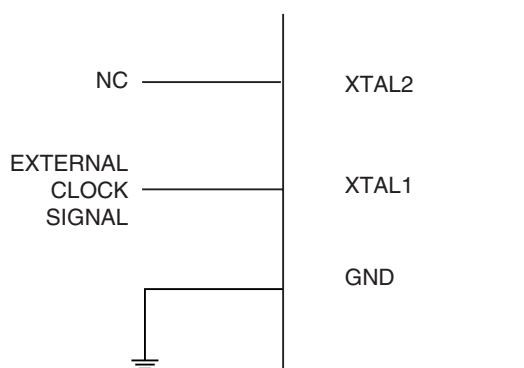 NC
XTAL2
EXTERNAL
CLOCK
SIGNAL
XTAL1
GND